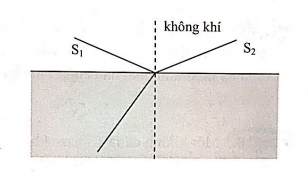 không khí
S₁
S₂